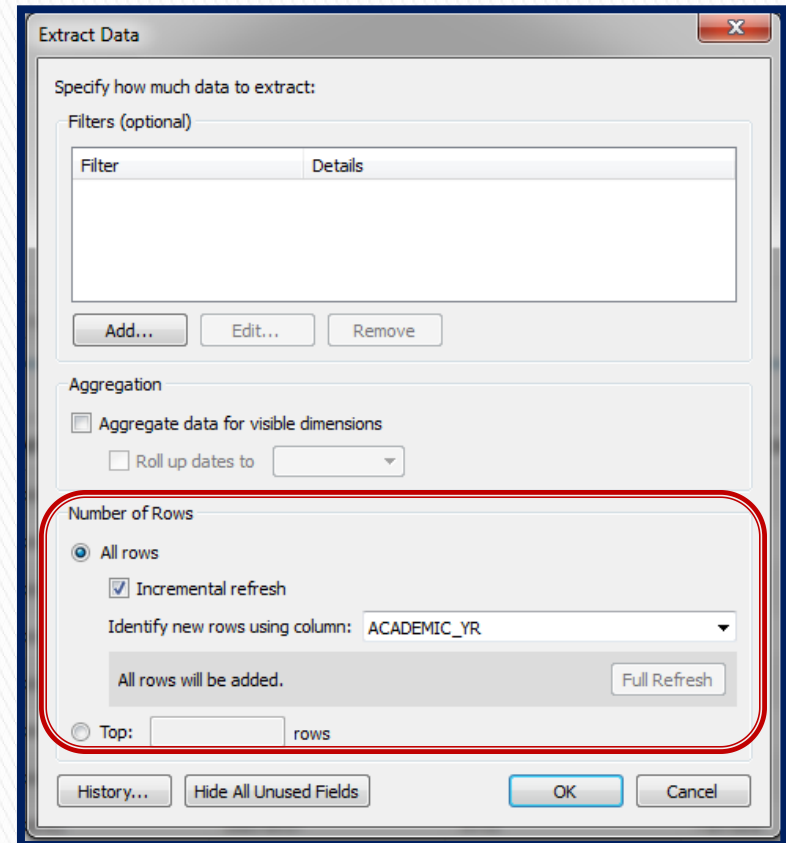 Extract Data
Specify how much data to extract:
Filters (optional)
Filter Details
Add... Edit... Remove
Aggregation
Aggregate data for visible dimensions
Roll up dates to
Number of Rows
All rows
Incremental refresh
Identify new rows using column: ACADEMIC_YR
All rows will be added. Full Refresh
Top: rows
History... Hide All Unused Fields OK Cancel